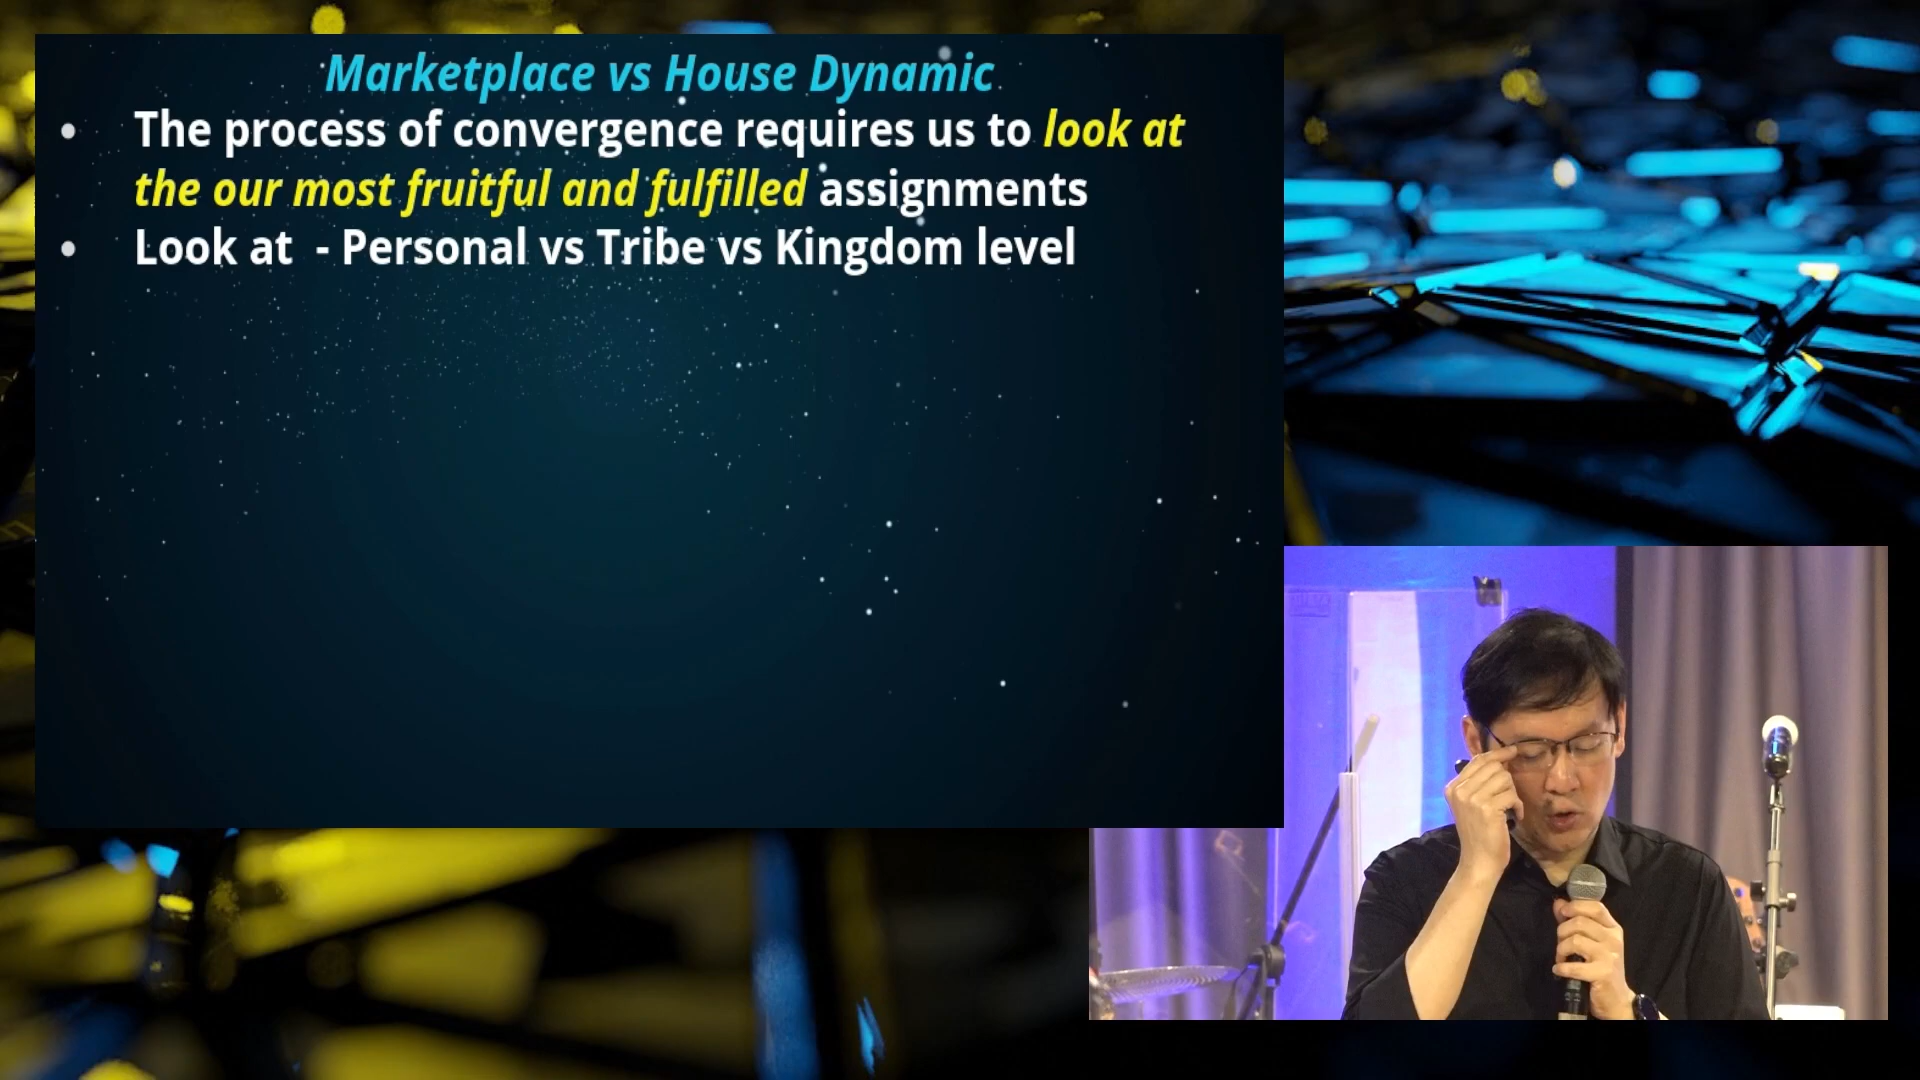 Marketplace vs House Dynamic
• The process of convergence requires us to look at
the our most fruitful and fulfilled assignments
• Look at - Personal vs Tribe vs Kingdom level